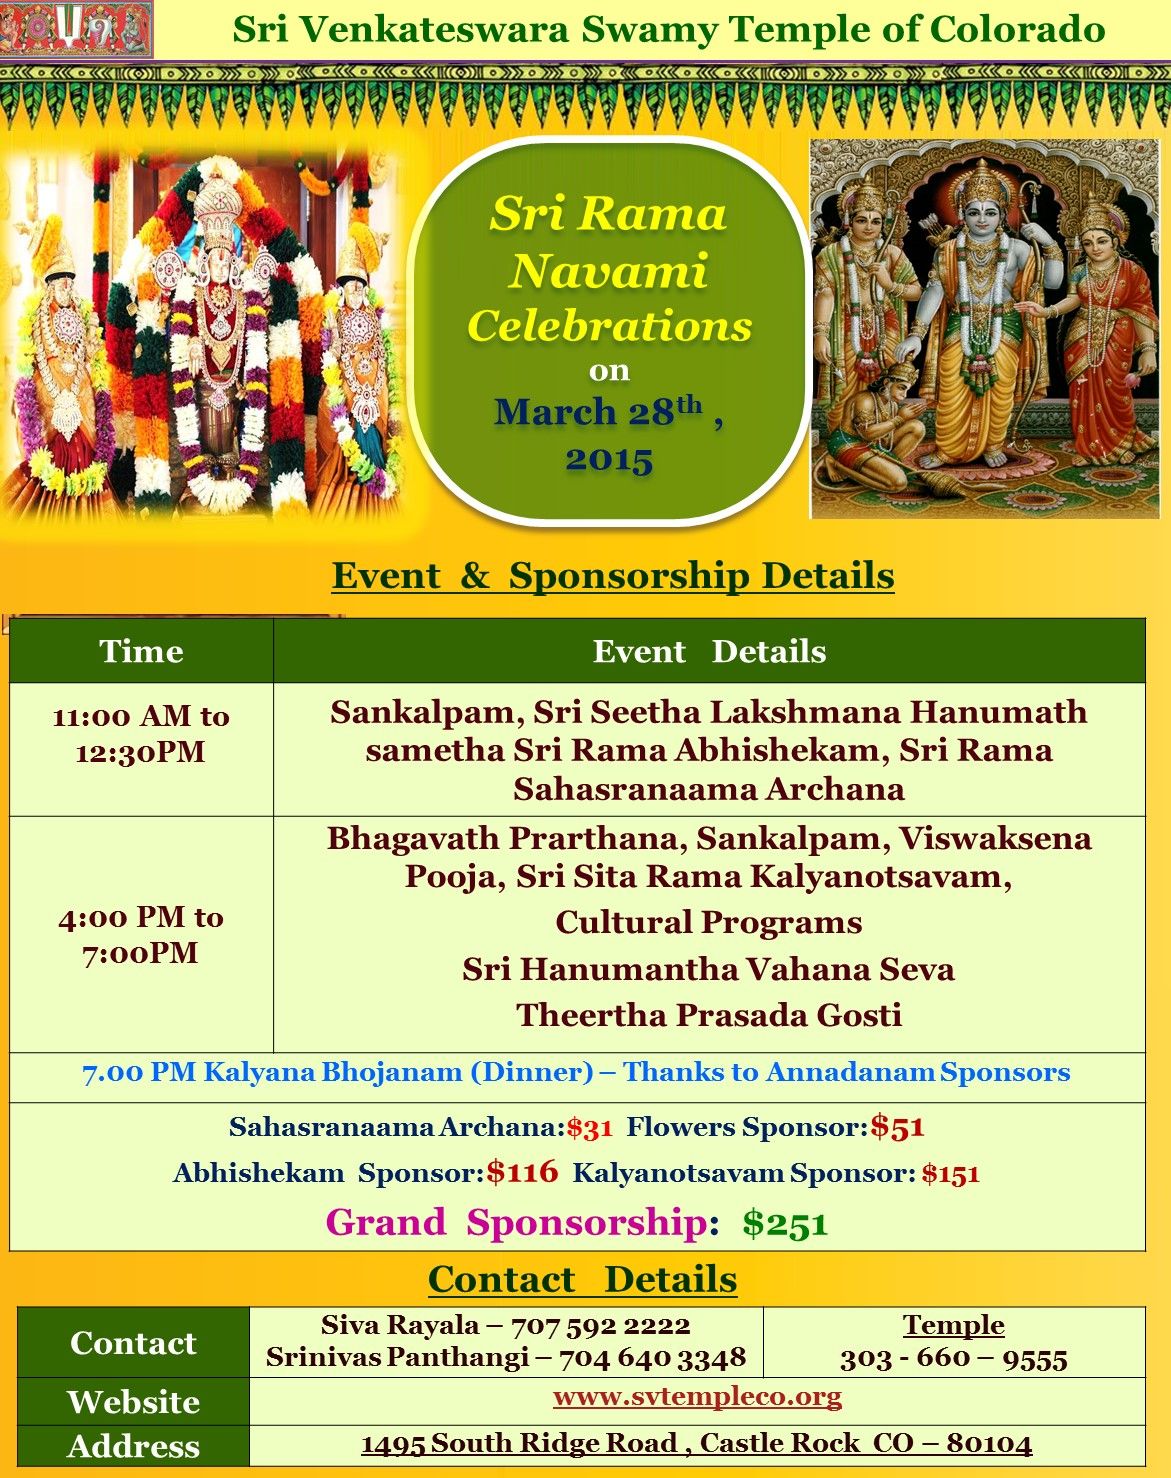 Sri Venkateswara Swamy Temple of Colorado
Sri Rama
Navami
Celebrations
on
March 28th ,
2015
Event & Sponsorship Details
Time
Event Details
11:00 AM to
12:30PM
Sankalpam, Sri Seetha Lakshmana Hanumath
sametha Sri Rama Abhishekam, Sri Rama
Sahasranaama Archana
4:00 PM to
7:00PM
Bhagavath Prarthana, Sankalpam, Viswaksena
Pooja, Sri Sita Rama Kalyanotsavam,
Cultural Programs
Sri Hanumantha Vahana Seva
Theertha Prasada Gosti
7.00 PM Kalyana Bhojanam (Dinner) – Thanks to Annadanam Sponsors
Sahasranaama Archana:$31 Flowers Sponsor:$51
Abhishekam Sponsor:$116 Kalyanotsavam Sponsor: $151
Grand Sponsorship: $251
Contact Details
Contact
Siva Rayala – 707 592 2222
Srinivas Panthangi – 704 640 3348
Temple
303 - 660 – 9555
Website
www.svtempleco.org
Address
1495 South Ridge Road , Castle Rock CO – 80104